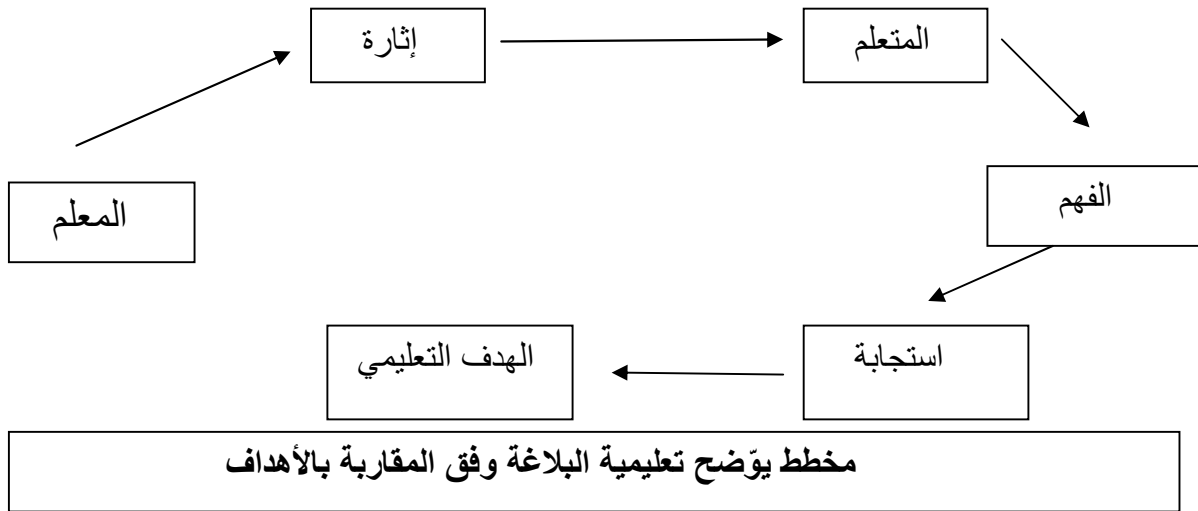 إثارة
المتعلم
المعلم
الفهم
استجابة
الهدف التعليمي
مخطط يوّضح تعليمية البلاغة وفق المقاربة بالأهداف